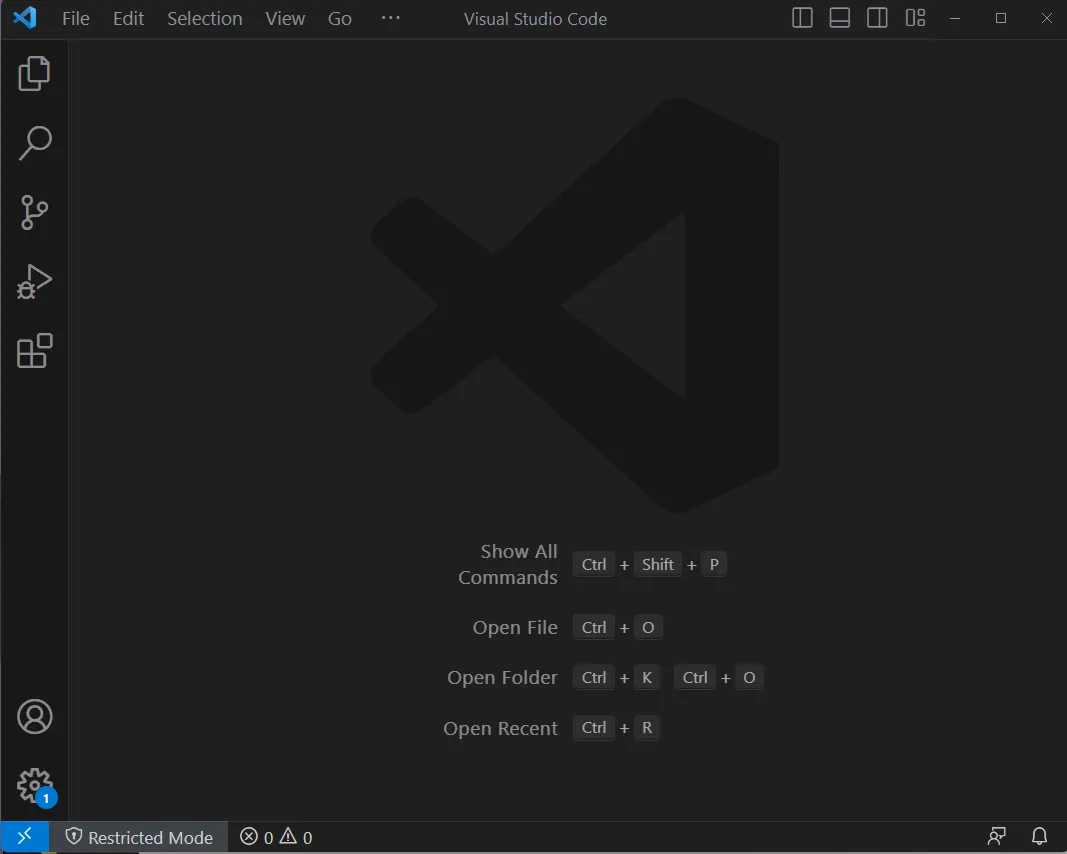 File Edit Selection View Go ··· Visual Studio Code
Show All
Commands Ctrl + Shift + P
Open File Ctrl + O
Open Folder Ctrl + K Ctrl + O
Open Recent Ctrl + R
1
Restricted Mode 0 0